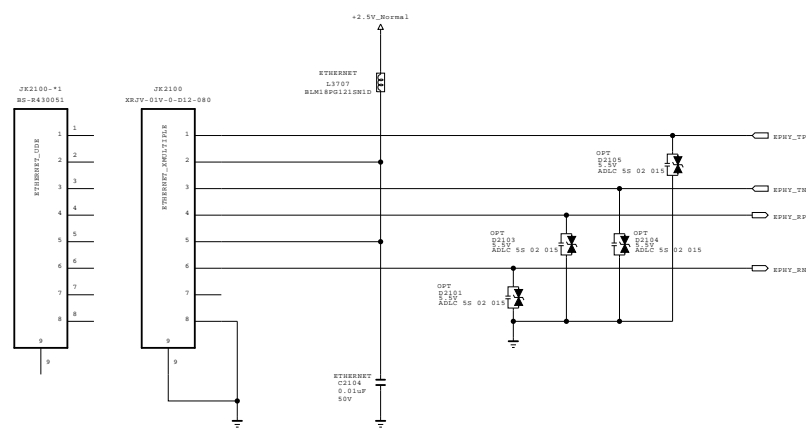 +2.5V_Normal
ETHERNET
L3707
BLM18PG121SN1D
JK2100-*1
BS-R430051
JK2100
XRJV-01V-0-D12-080
ETHERNET_UDE
1
1
2
2
3
3
4
4
5
5
6
6
7
7
8
8
9
9
ETHERNET_XMULTIPLE
1
2
3
4
5
6
7
8
9
9
EPHY_TP
OPT
D2105
5.5V
ADLC 5S 02 015
EPHY_TN
EPHY_RP
OPT
D2103
5.5V
ADLC 5S 02 015
OPT
D2104
5.5V
ADLC 5S 02 015
EPHY_RN
OPT
D2101
5.5V
ADLC 5S 02 015
ETHERNET
C2104
0.01uF
50V